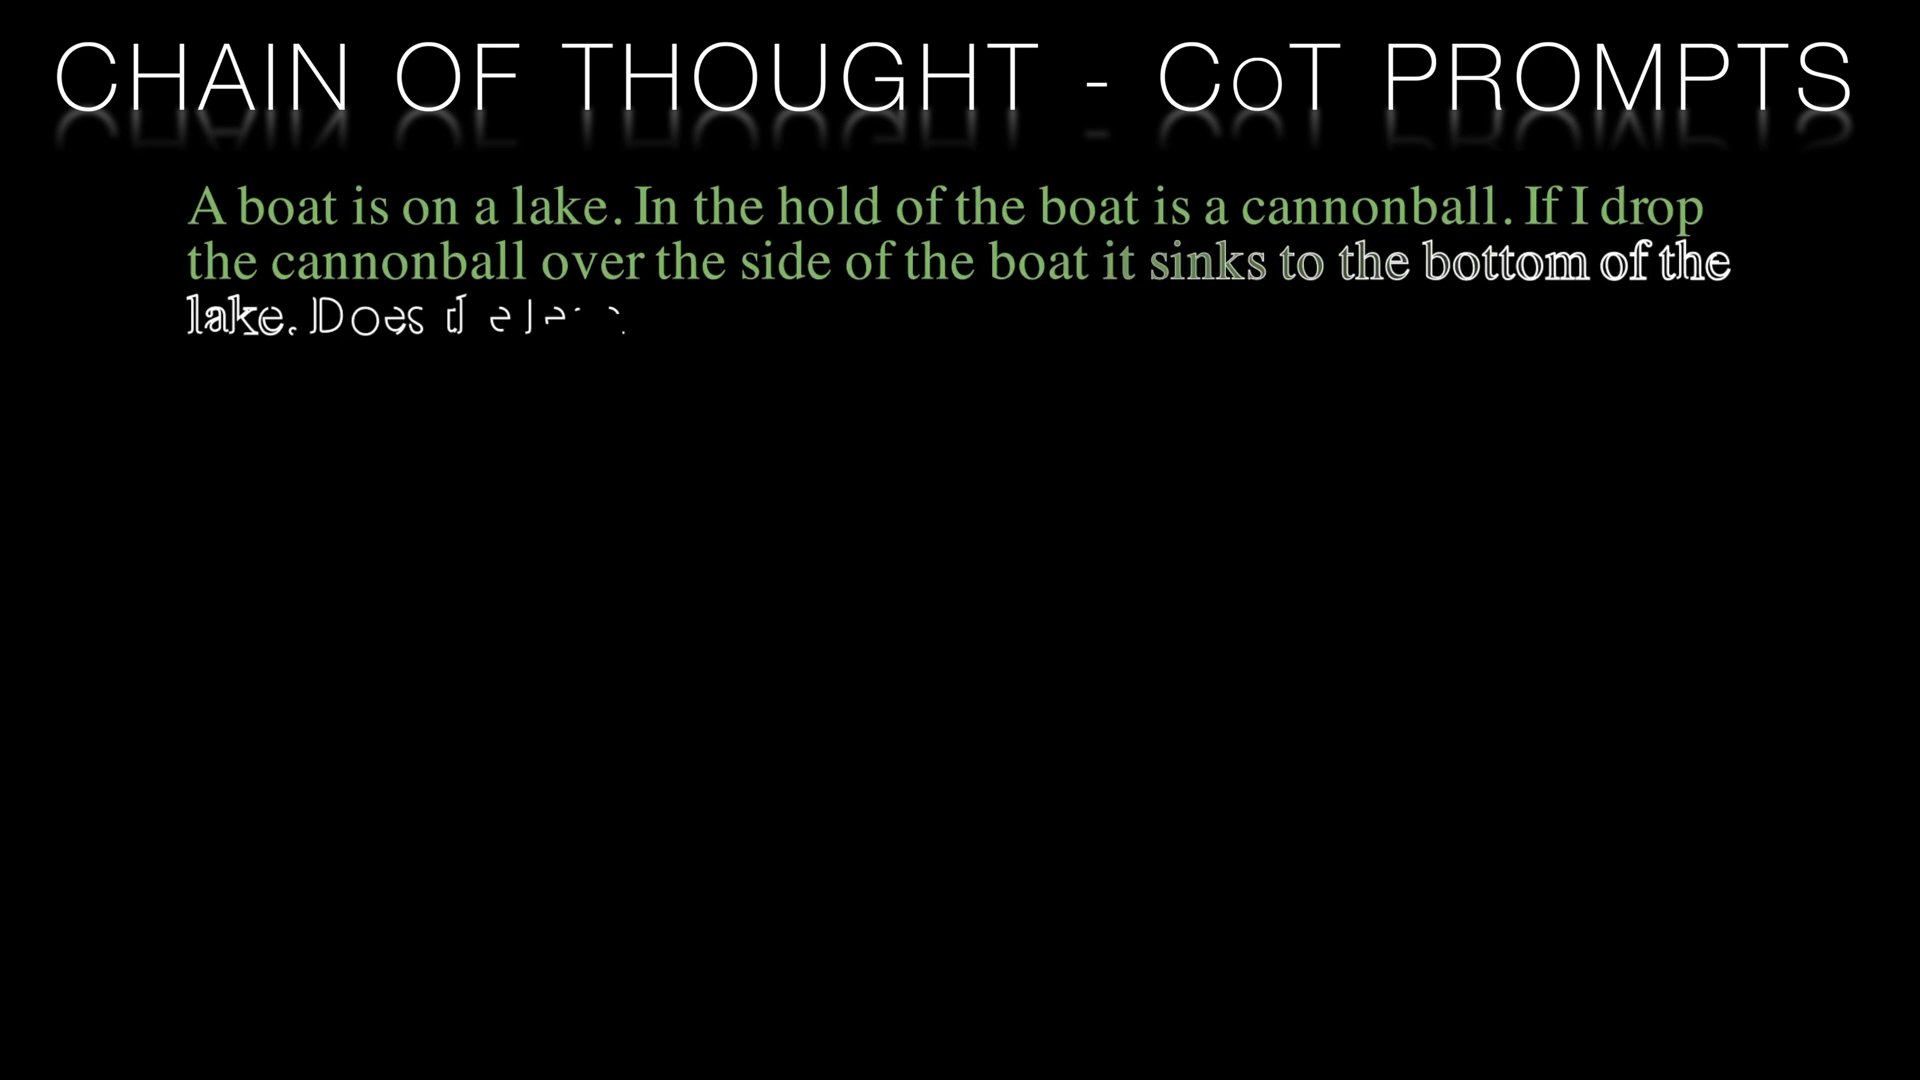 CHAIN OF THOUGHT - CoT PROMPTS
A boat is on a lake. In the hold of the boat is a cannonball. If I drop
the cannonball over the side of the boat it sinks to the bottom of the
lake. Does